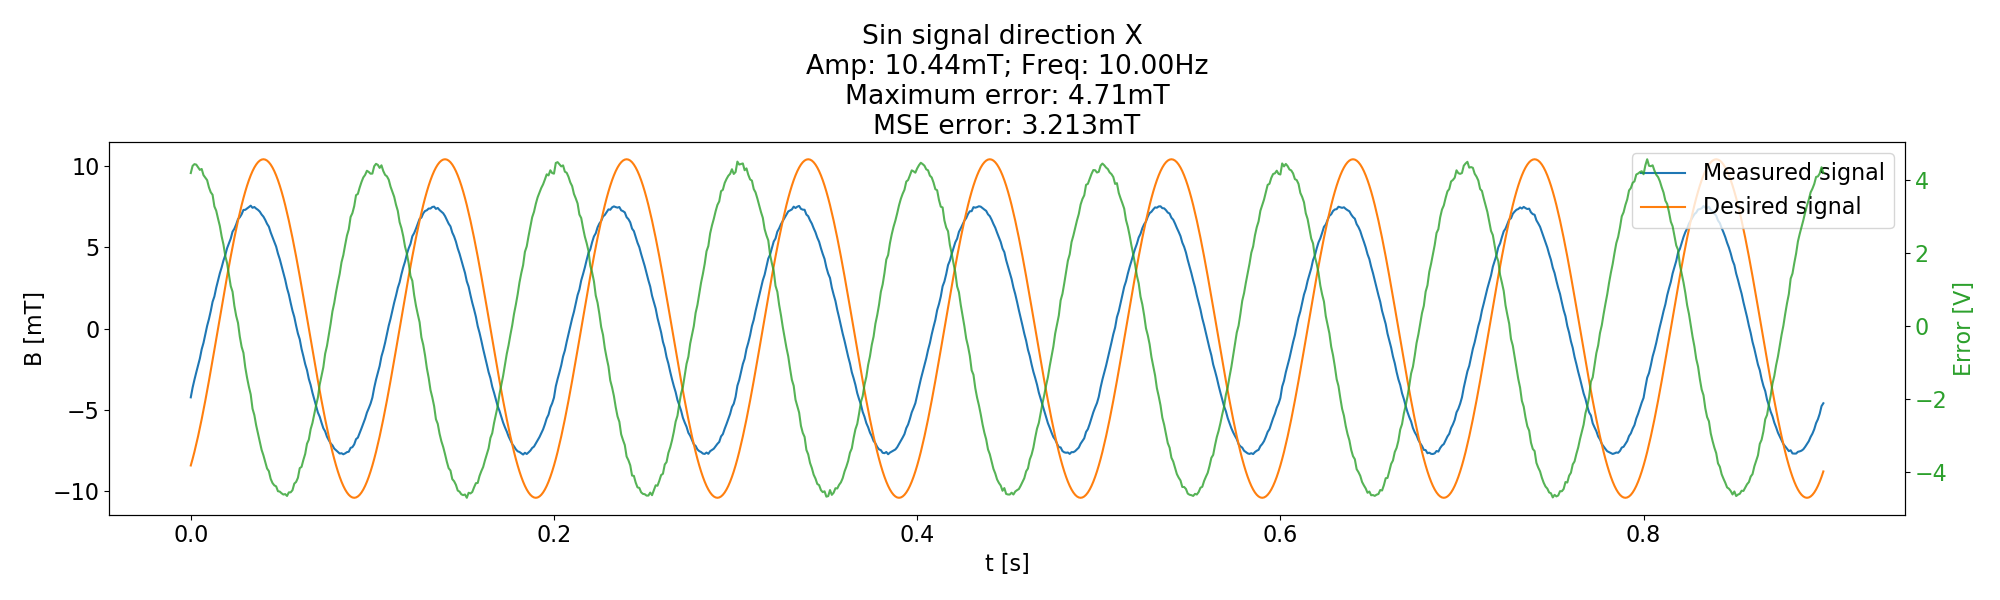 Sin signal direction X
Amp: 10.44mT; Freq: 10.00Hz
Maximum error: 4.71mT
MSE error: 3.213mT
Measured signal
Desired signal
10
5
0
−5
−10
B [mT]
4
2
0
−2
−4
Error [V]
0.0 0.2 0.4 0.6 0.8
t [s]